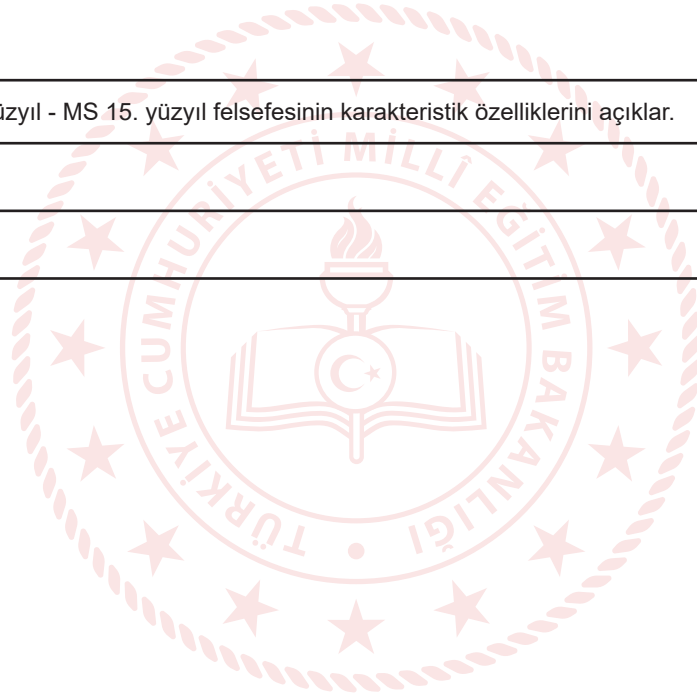 üzyıl - MS 15. yüzyıl felsefesinin karakteristik özelliklerini açıklar.
TÜRKİYE CUMHURİYETİ MİLLÎ EĞİTİM BAKANLIĞI